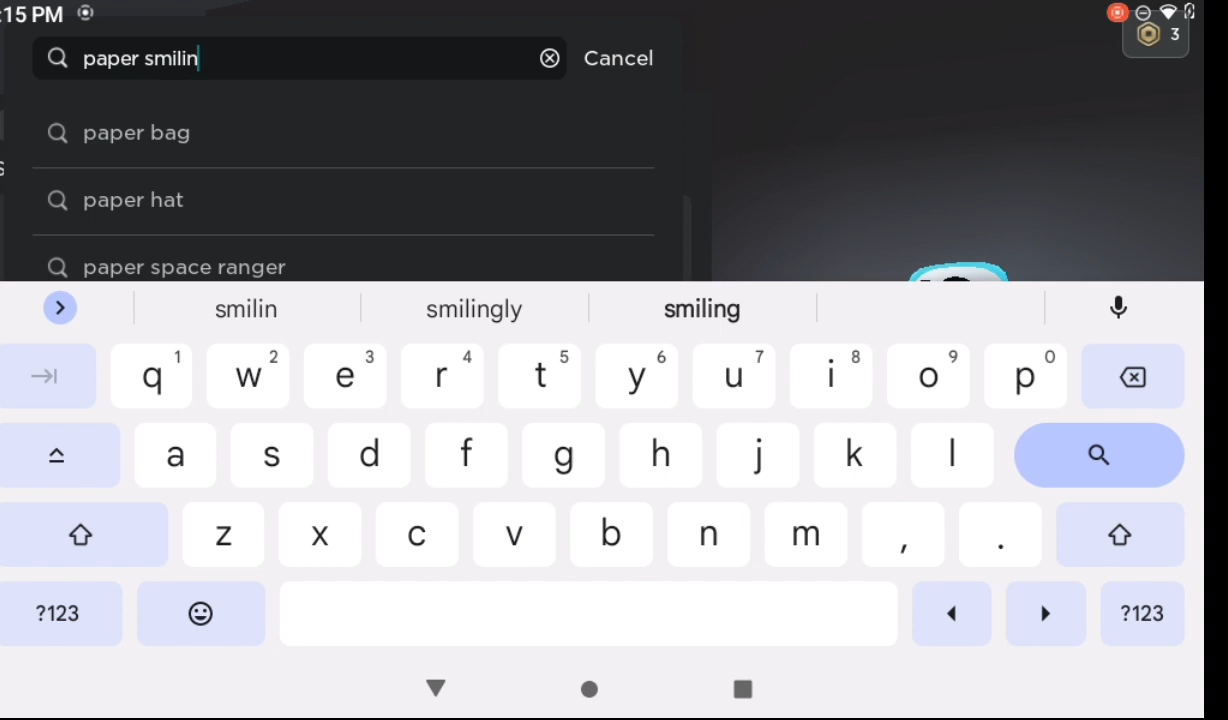 :15 PM
3
paper smilin
Cancel
paper bag
paper hat
paper space ranger
smilin smilingly smiling
q 1 w 2 e 3 r 4 t 5 y 6 u 7 i 8 o 9 p 0
a s d f g h j k l
z x c v b n m , .
?123 ?123